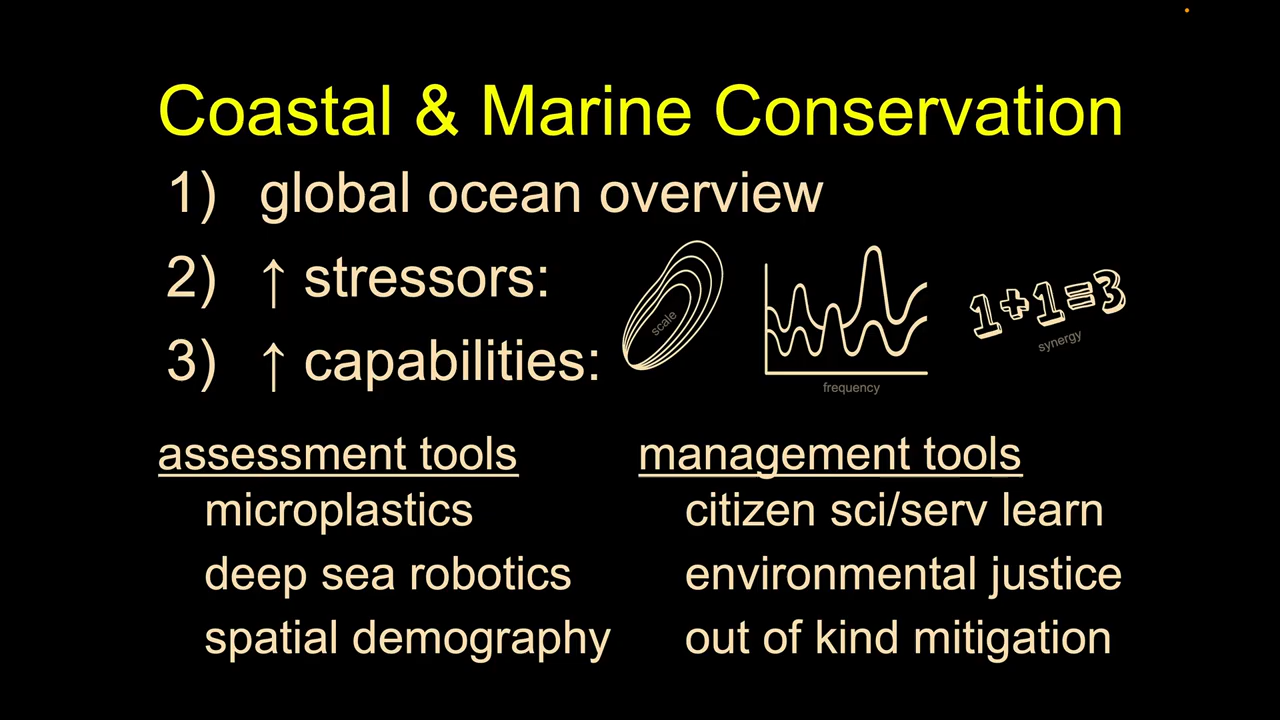 Coastal & Marine Conservation
1) global ocean overview
2) ↑ stressors:
3) ↑ capabilities:
scale
frequency
1+1=3
synergy
assessment tools
microplastics
deep sea robotics
spatial demography
management tools
citizen sci/serv learn
environmental justice
out of kind mitigation